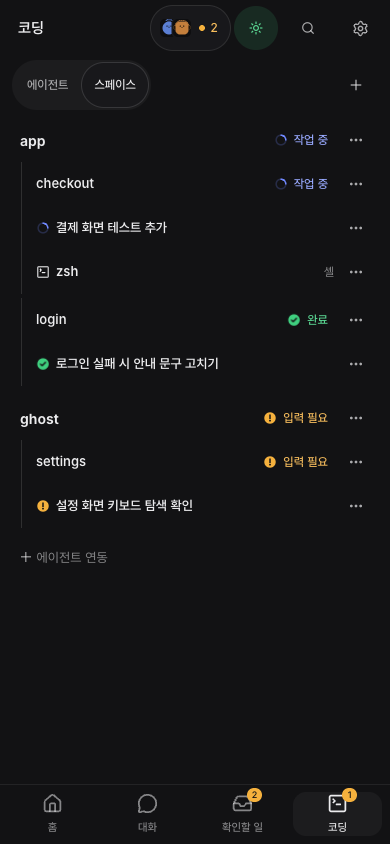 코딩
2
에이전트
스페이스
app
작업 중
checkout
작업 중
결제 화면 테스트 추가
zsh
셸
login
완료
로그인 실패 시 안내 문구 고치기
ghost
입력 필요
settings
입력 필요
설정 화면 키보드 탐색 확인
+ 에이전트 연동
홈
대화
2
확인할 일
1
코딩